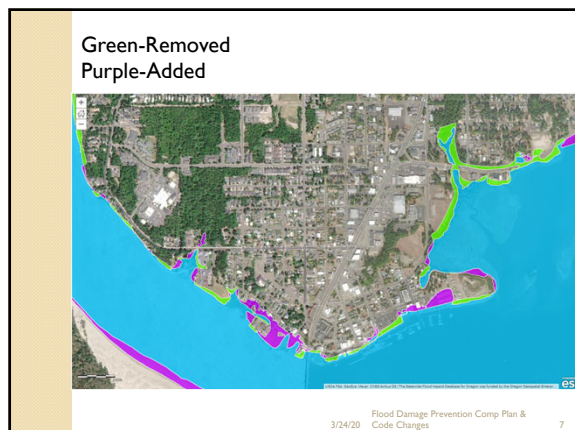 Green-Removed
Purple-Added
esri
Flood Damage Prevention Comp Plan &
3/24/20 Code Changes 7